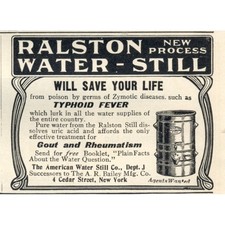 RALSTON NEW PROCESS
WATER-STILL
WILL SAVE YOUR LIFE
from poison by germs of Zymotic diseases, such as
TYPHOID FEVER
which lurk in all the water supplies of
the entire country.
Pure water from the Ralston Still dis-
solves uric acid and affords the only
effective treatment for
Gout and Rheumatism
Send for free Booklet, "Plain Facts
About the Water Question."
The American Water Still Co., Dept. J
Successors to The A. R. Bailey Mfg. Co.
4 Cedar Street, New York
Agents Wanted